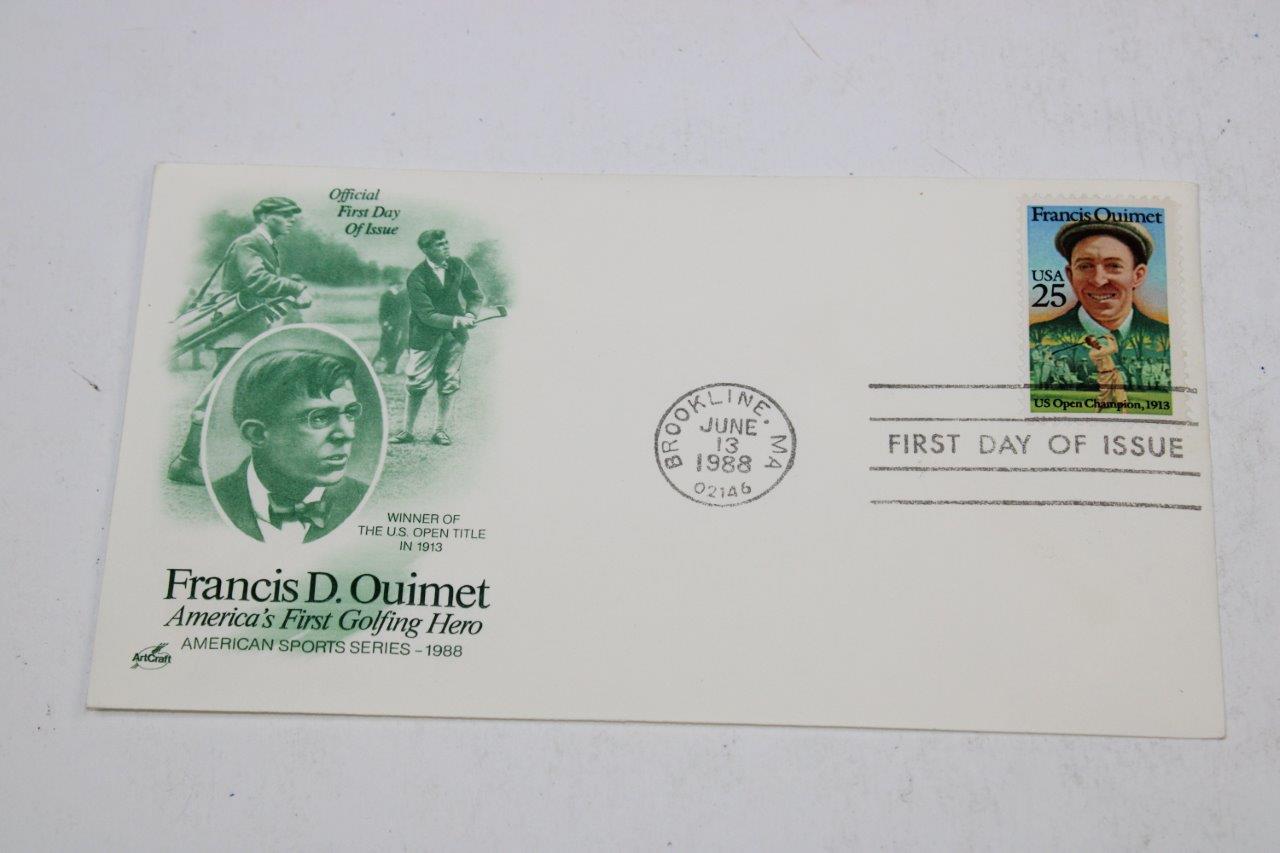 Official
First Day
Of Issue
WINNER OF
THE U.S. OPEN TITLE
IN 1913
Francis D. Ouimet
America's First Golfing Hero
AMERICAN SPORTS SERIES – 1988
ArtCraft
BROOKLINE, MA
JUNE
13
1988
02146
Francis Ouimet
USA
25
US Open Champion, 1913
FIRST DAY OF ISSUE